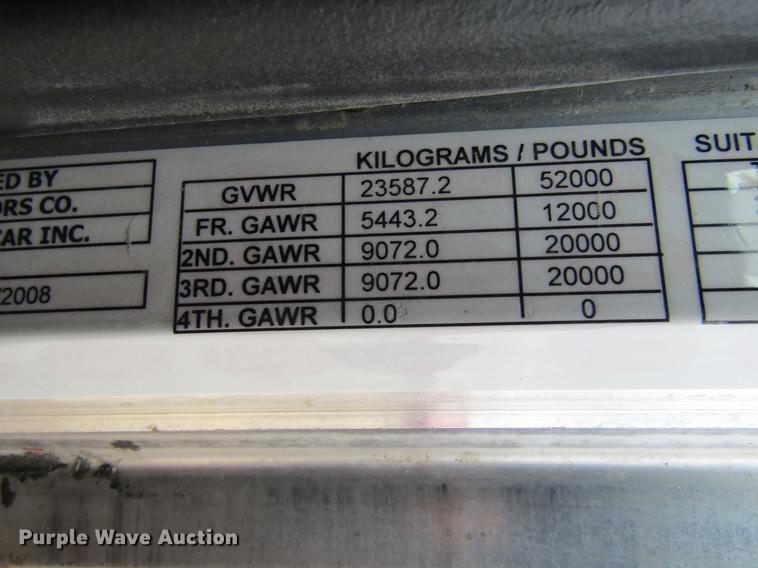 KILOGRAMS / POUNDS
SUIT
ED BY
ORS CO.
CAR INC.
/2008
GVWR 23587.2 52000
FR. GAWR 5443.2 12000
2ND. GAWR 9072.0 20000
3RD. GAWR 9072.0 20000
4TH. GAWR 0.0 0
Purple Wave Auction